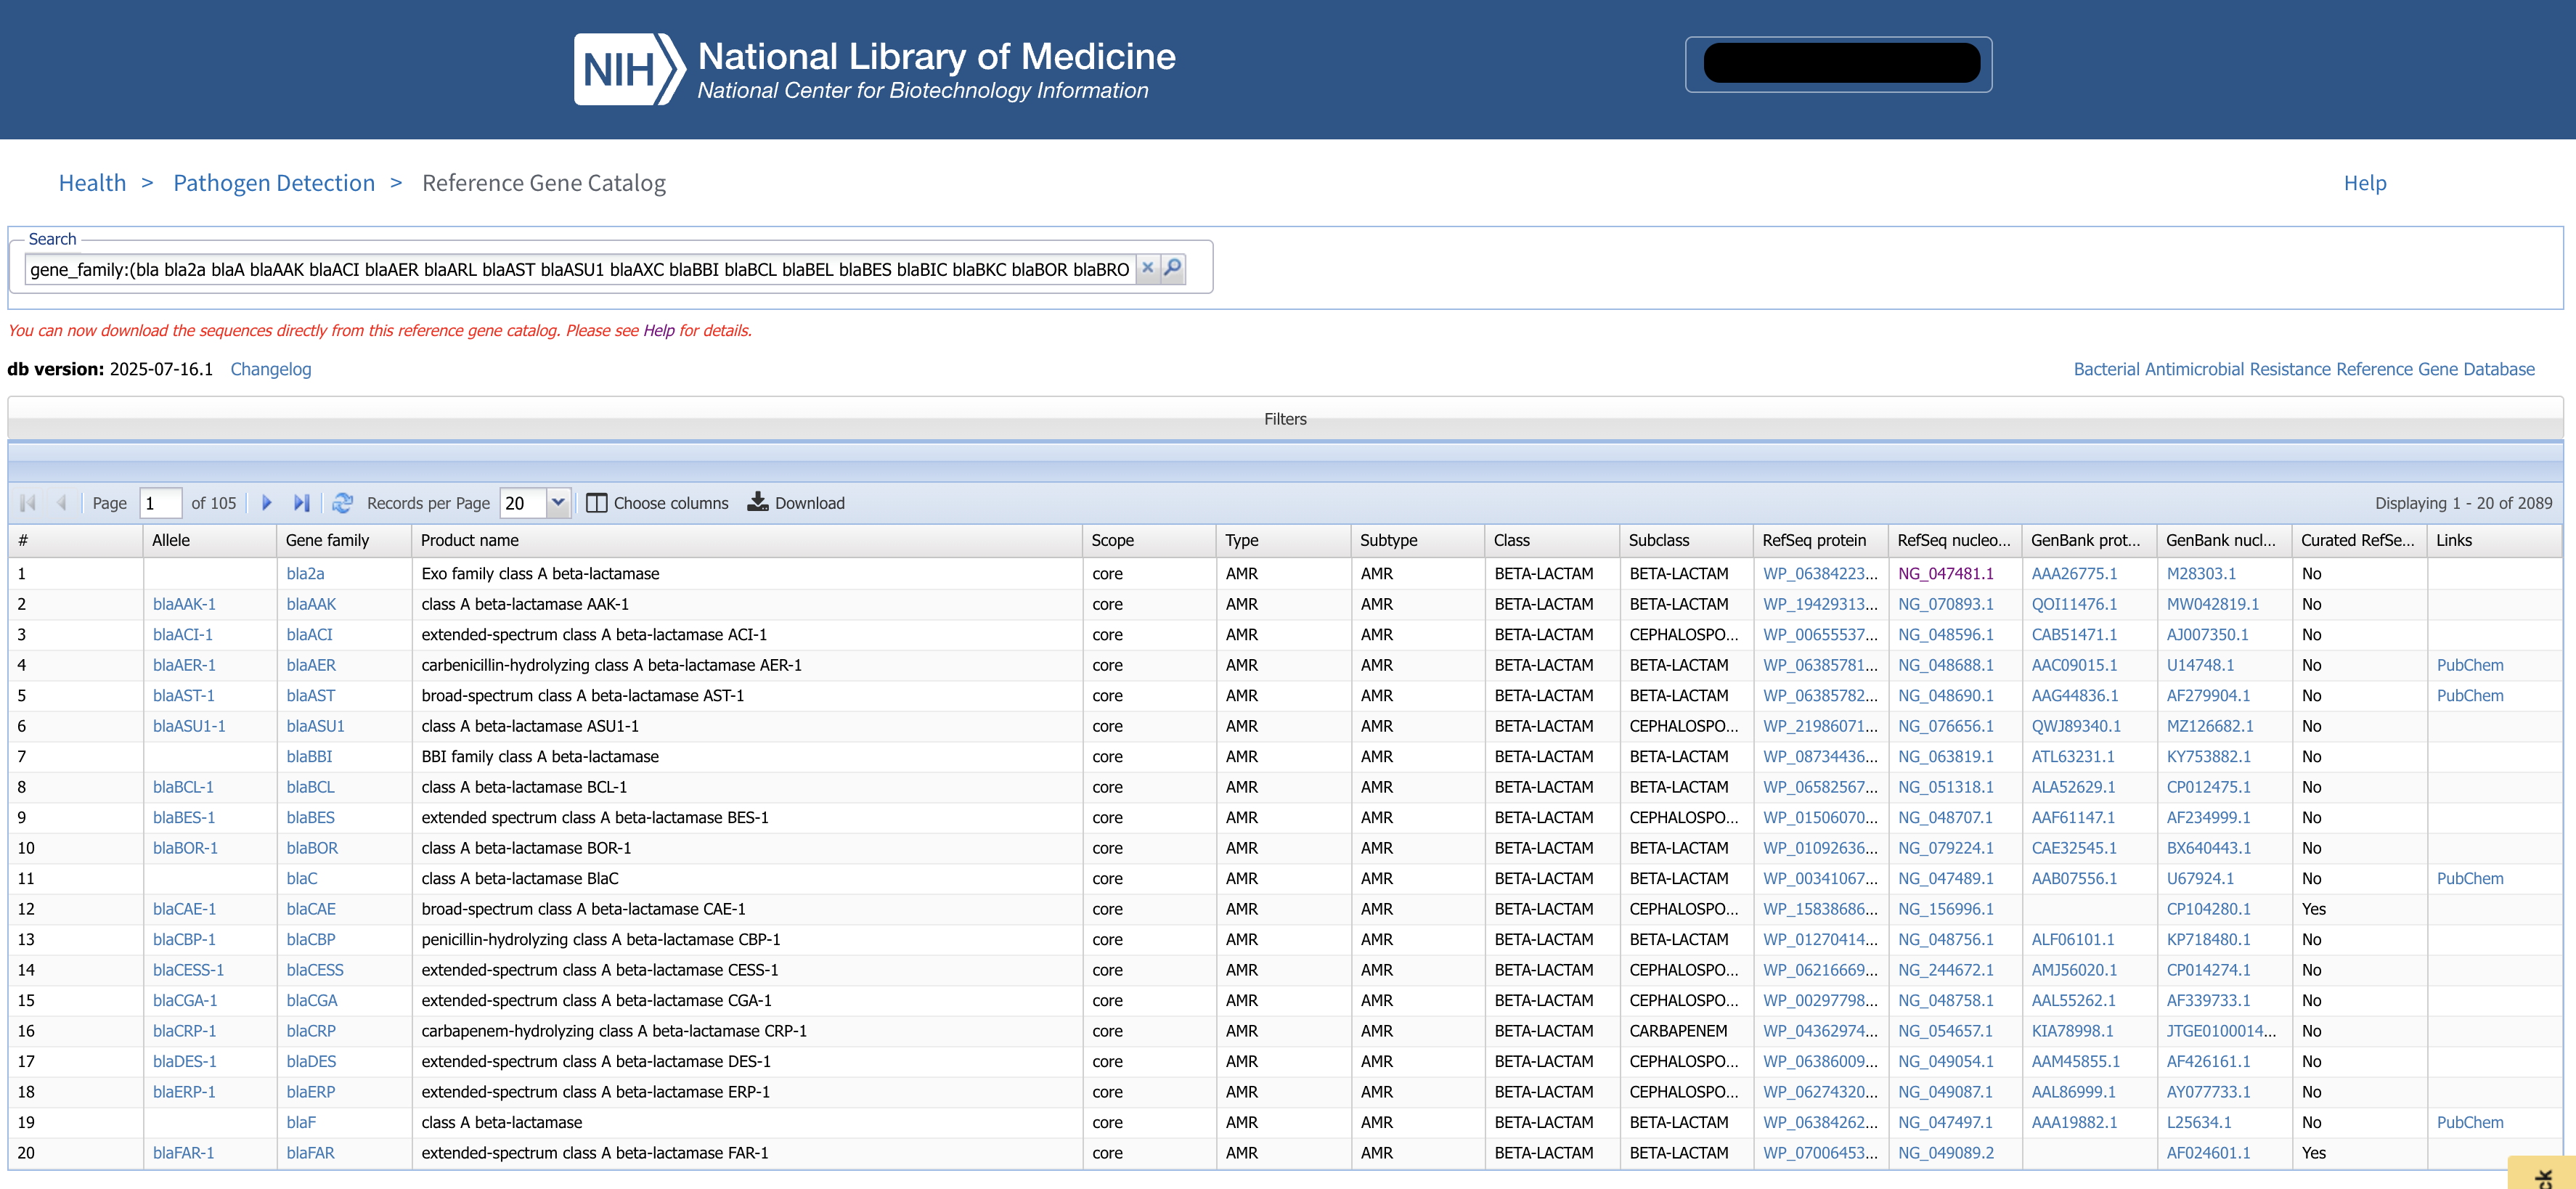 NIH National Library of Medicine
National Center for Biotechnology Information
Health > Pathogen Detection > Reference Gene Catalog Help
Search
gene_family:(bla bla2a blaA blaAAK blaACI blaAER blaARL blaAST blaASU1 blaAXC blaBBI blaBCL blaBEL blaBES blaBIC blaBKC blaBOR blaBRO
You can now download the sequences directly from this reference gene catalog. Please see Help for details.
db version: 2025-07-16.1 Changelog Bacterial Antimicrobial Resistance Reference Gene Database
Filters
Page 1 of 105 Records per Page 20 Choose columns Download Displaying 1 - 20 of 2089
# Allele Gene family Product name Scope Type Subtype Class Subclass RefSeq protein RefSeq nucleo... GenBank prot... GenBank nucl... Curated RefSe... Links
1 bla2a Exo family class A beta-lactamase core AMR AMR BETA-LACTAM BETA-LACTAM WP_06384223... NG_047481.1 AAA26775.1 M28303.1 No
2 blaAAK-1 blaAAK class A beta-lactamase AAK-1 core AMR AMR BETA-LACTAM BETA-LACTAM WP_19429313... NG_070893.1 QOI11476.1 MW042819.1 No
3 blaACI-1 blaACI extended-spectrum class A beta-lactamase ACI-1 core AMR AMR BETA-LACTAM CEPHALOSPO... WP_00655537... NG_048596.1 CAB51471.1 AJ007350.1 No
4 blaAER-1 blaAER carbenicillin-hydrolyzing class A beta-lactamase AER-1 core AMR AMR BETA-LACTAM BETA-LACTAM WP_06385781... NG_048688.1 AAC09015.1 U14748.1 No PubChem
5 blaAST-1 blaAST broad-spectrum class A beta-lactamase AST-1 core AMR AMR BETA-LACTAM BETA-LACTAM WP_06385782... NG_048690.1 AAG44836.1 AF279904.1 No PubChem
6 blaASU1-1 blaASU1 class A beta-lactamase ASU1-1 core AMR AMR BETA-LACTAM CEPHALOSPO... WP_21986071... NG_076656.1 QWJ89340.1 MZ126682.1 No
7 blaBBI BBI family class A beta-lactamase core AMR AMR BETA-LACTAM BETA-LACTAM WP_08734436... NG_063819.1 ATL63231.1 KY753882.1 No
8 blaBCL-1 blaBCL class A beta-lactamase BCL-1 core AMR AMR BETA-LACTAM BETA-LACTAM WP_06582567... NG_051318.1 ALA52629.1 CP012475.1 No
9 blaBES-1 blaBES extended spectrum class A beta-lactamase BES-1 core AMR AMR BETA-LACTAM CEPHALOSPO... WP_01506070... NG_048707.1 AAF61147.1 AF234999.1 No
10 blaBOR-1 blaBOR class A beta-lactamase BOR-1 core AMR AMR BETA-LACTAM BETA-LACTAM WP_01092636... NG_079224.1 CAE32545.1 BX640443.1 No
11 blaC class A beta-lactamase BlaC core AMR AMR BETA-LACTAM BETA-LACTAM WP_00341067... NG_047489.1 AAB07556.1 U67924.1 No PubChem
12 blaCAE-1 blaCAE broad-spectrum class A beta-lactamase CAE-1 core AMR AMR BETA-LACTAM CEPHALOSPO... WP_15838686... NG_156996.1 CP104280.1 Yes
13 blaCBP-1 blaCBP penicillin-hydrolyzing class A beta-lactamase CBP-1 core AMR AMR BETA-LACTAM BETA-LACTAM WP_01270414... NG_048756.1 ALF06101.1 KP718480.1 No
14 blaCESS-1 blaCESS extended-spectrum class A beta-lactamase CESS-1 core AMR AMR BETA-LACTAM CEPHALOSPO... WP_06216669... NG_244672.1 AMJ56020.1 CP014274.1 No
15 blaCGA-1 blaCGA extended-spectrum class A beta-lactamase CGA-1 core AMR AMR BETA-LACTAM CEPHALOSPO... WP_00297798... NG_048758.1 AAL55262.1 AF339733.1 No
16 blaCRP-1 blaCRP carbapenem-hydrolyzing class A beta-lactamase CRP-1 core AMR AMR BETA-LACTAM CARBAPENEM WP_04362974... NG_054657.1 KIA78998.1 JTGE0100014... No
17 blaDES-1 blaDES extended-spectrum class A beta-lactamase DES-1 core AMR AMR BETA-LACTAM CEPHALOSPO... WP_06386009... NG_049054.1 AAM45855.1 AF426161.1 No
18 blaERP-1 blaERP extended-spectrum class A beta-lactamase ERP-1 core AMR AMR BETA-LACTAM CEPHALOSPO... WP_06274320... NG_049087.1 AAL86999.1 AY077733.1 No
19 blaF class A beta-lactamase core AMR AMR BETA-LACTAM BETA-LACTAM WP_06384262... NG_047497.1 AAA19882.1 L25634.1 No PubChem
20 blaFAR-1 blaFAR extended-spectrum class A beta-lactamase FAR-1 core AMR AMR BETA-LACTAM BETA-LACTAM WP_07006453... NG_049089.2 AF024601.1 Yes
ck